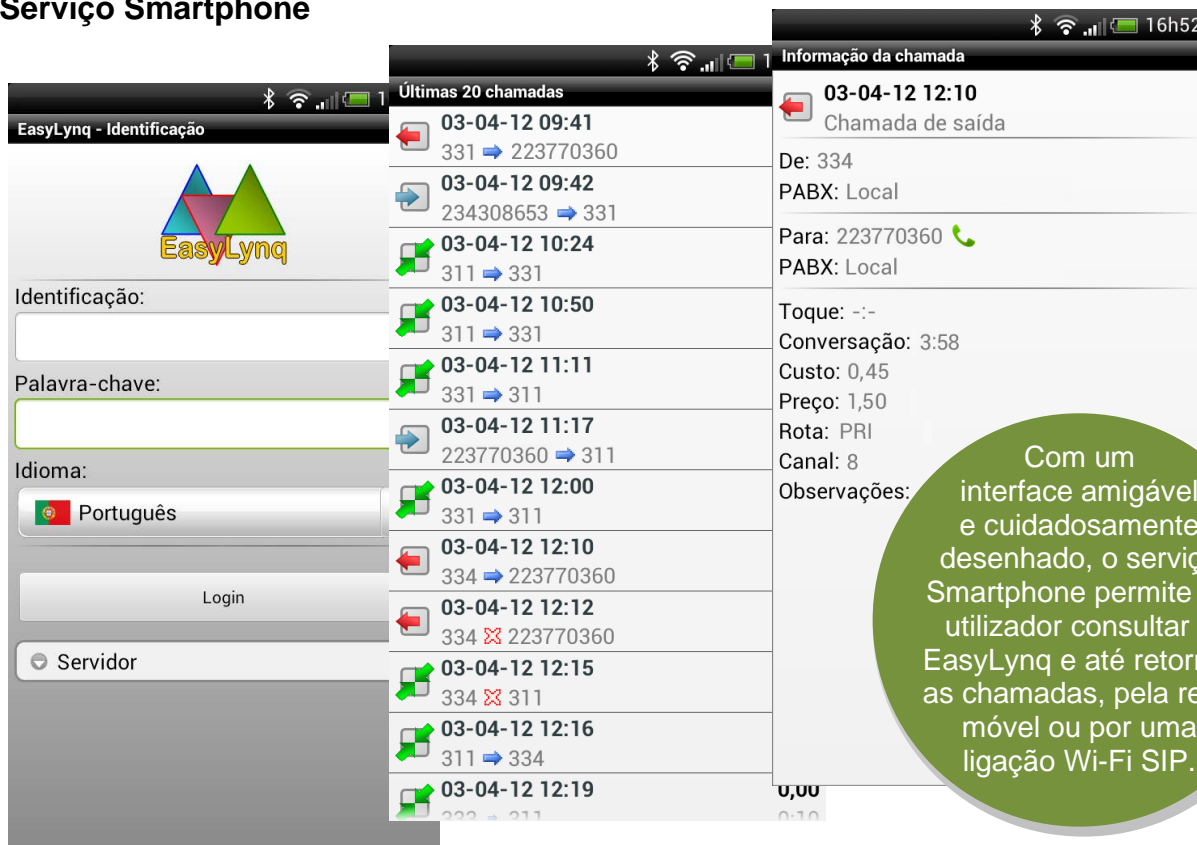 Serviço Smartphone
EasyLynq - Identificação
EasyLynq
Identificação:
Palavra-chave:
Idioma:
Português
Login
Servidor
Últimas 20 chamadas
03-04-12 09:41
331 223770360
03-04-12 09:42
234308653 331
03-04-12 10:24
311 331
03-04-12 10:50
311 331
03-04-12 11:11
331 311
03-04-12 11:17
223770360 311
03-04-12 12:00
331 311
03-04-12 12:10
334 223770360
03-04-12 12:12
334 223770360
03-04-12 12:15
334 311
03-04-12 12:16
311 334
03-04-12 12:19
0,00
0:10
16h52
Informação da chamada
03-04-12 12:10
Chamada de saída
De: 334
PABX: Local
Para: 223770360
PABX: Local
Toque: -:-
Conversação: 3:58
Custo: 0,45
Preço: 1,50
Rota: PRI
Canal: 8
Observações:
Com um
interface amigável
e cuidadosamente
desenhado, o serviç
Smartphone permite
utilizador consultar
EasyLynq e até retorn
as chamadas, pela re
móvel ou por uma
ligação Wi-Fi SIP.